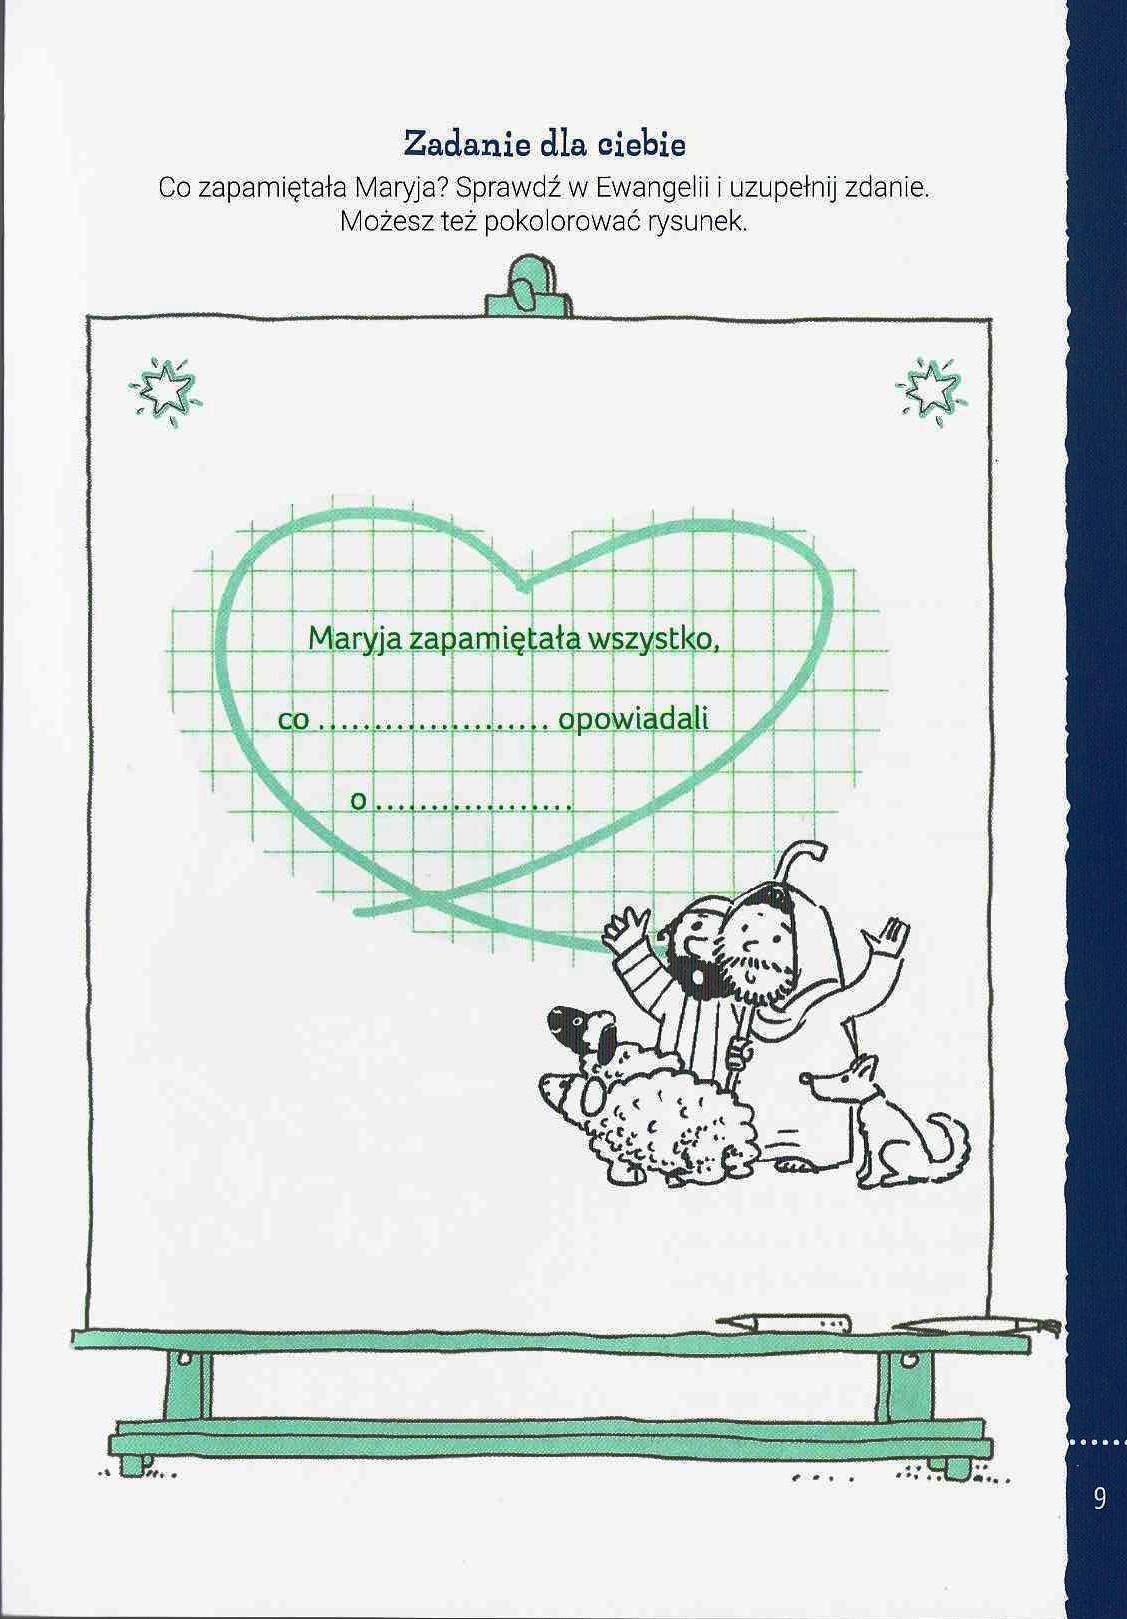 Zadanie dla ciebie
Co zapamiętała Maryja? Sprawdź w Ewangelii i uzupełnij zdanie.
Możesz też pokolorować rysunek.
Maryja zapamiętała wszystko,
co ..................... opowiadali
o ..................
9